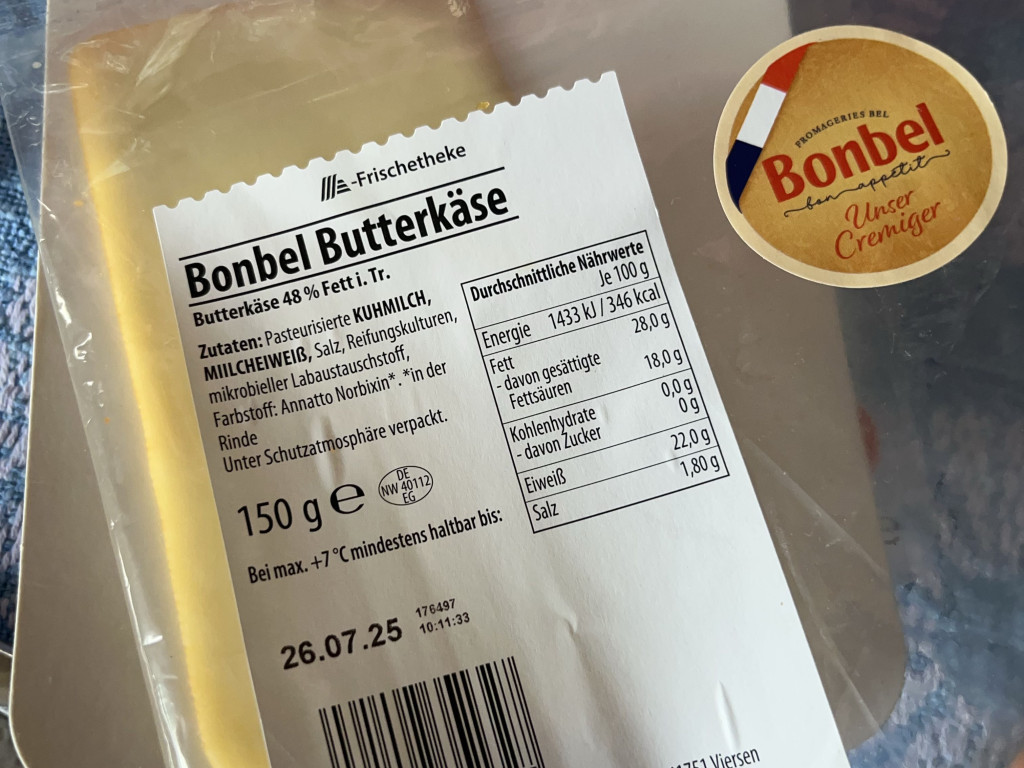 -Frischetheke
Bonbel Butterkäse
Butterkäse 48 % Fett i. Tr.
Zutaten: Pasteurisierte KUHMILCH,
MIILCHEIWEIß, Salz, Reifungskulturen,
mikrobieller Labaustauschstoff,
Farbstoff: Annatto Norbixin*. *in der
Rinde
Unter Schutzatmosphäre verpackt.
150 g e
DE
NW 40112
EG
Bei max. +7 °C mindestens haltbar bis:
26.07.25
176497
10:11:33
Durchschnittliche Nährwerte
Je 100 g
Energie 1433 kJ / 346 kcal
Fett 28,0 g
- davon gesättigte
Fettsäuren 18,0 g
Kohlenhydrate 0,0 g
- davon Zucker 0 g
Eiweiß 22,0 g
Salz 1,80 g
Viersen
FROMAGERIES BEL
Bonbel
bon appétit
Unser
Cremiger